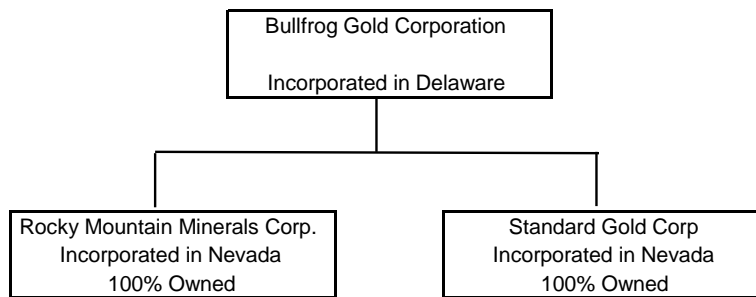 Bullfrog Gold Corporation
Incorporated in Delaware
Rocky Mountain Minerals Corp.
Incorporated in Nevada
100% Owned
Standard Gold Corp
Incorporated in Nevada
100% Owned